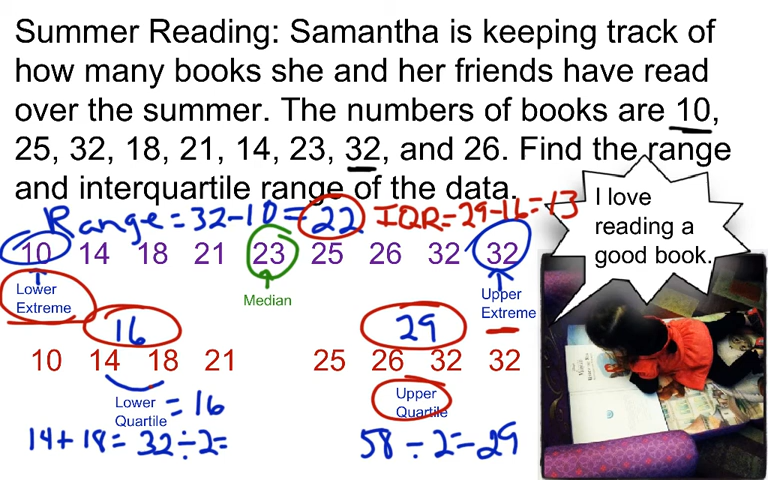 Summer Reading: Samantha is keeping track of
how many books she and her friends have read
over the summer. The numbers of books are 10,
25, 32, 18, 21, 14, 23, 32, and 26. Find the range
and interquartile range of the data.
Range = 32-10 = 22 IQR = 29-16 = 13
I love
reading a
good book.
10 14 18 21 23 25 26 32 32
Lower
Extreme
Median
Upper
Extreme
16 29
10 14 18 21 25 26 32 32
Lower
Quartile = 16
Upper
Quartile
14 + 18 = 32 ÷ 2 = 58 ÷ 2 = 29